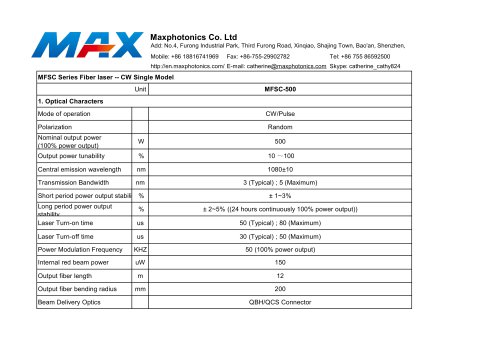 MAX
Maxphotonics Co. Ltd
Add: No.4, Furong Industrial Park, Third Furong Road, Xinqiao, Shajing Town, Bao'an, Shenzhen,
Mobile: +86 18816741969 Fax: +86-755-29902782 Tel: +86 755 86592500
http://en.maxphotonics.com/ E-mail: catherine@maxphotonics.com Skype: catherine_cathy824
MFSC Series Fiber laser -- CW Single Model
Unit MFSC-500
1. Optical Characters
Mode of operation CW/Pulse
Polarization Random
Nominal output power
(100% power output) W 500
Output power tunability % 10 ~100
Central emission wavelength nm 1080±10
Transmission Bandwidth nm 3 (Typical) ; 5 (Maximum)
Short period power output stabili % ± 1~3%
Long period power output
stability % ± 2~5% ((24 hours continuously 100% power output))
Laser Turn-on time us 50 (Typical) ; 80 (Maximum)
Laser Turn-off time us 30 (Typical) ; 50 (Maximum)
Power Modulation Frequency KHZ 50 (100% power output)
Internal red beam power uW 150
Output fiber length m 12
Output fiber bending radius mm 200
Beam Delivery Optics QBH/QCS Connector